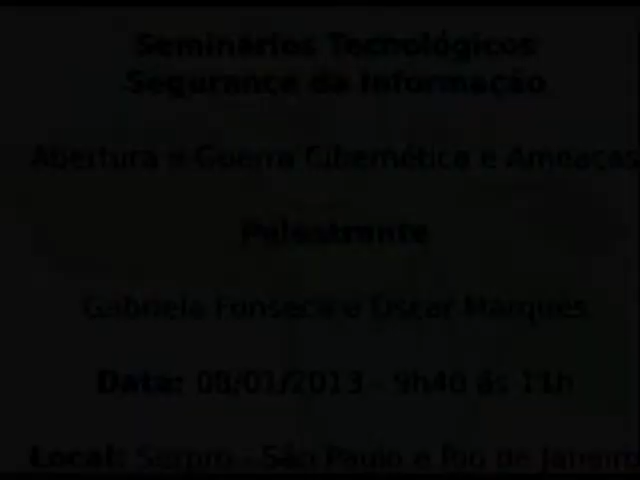 Seminários Tecnológicos
Segurança da Informação
Abertura e Guerra Cibernética e Ameaças
Palestrante
Gabriela Fonseca e Oscar Marques
Data: 08/01/2013 - 9h40 às 11h
Local: Serpro - São Paulo e Rio de Janeiro